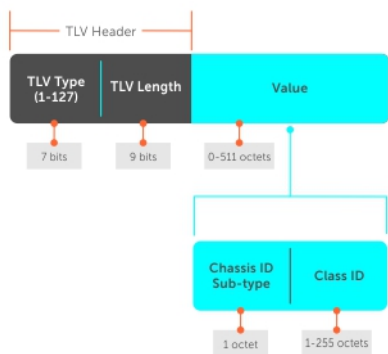 TLV Header
TLV Type
(1-127)
TLV Length
Value
7 bits
9 bits
0-511 octets
Chassis ID
Sub-type
Class ID
1 octet
1-255 octets